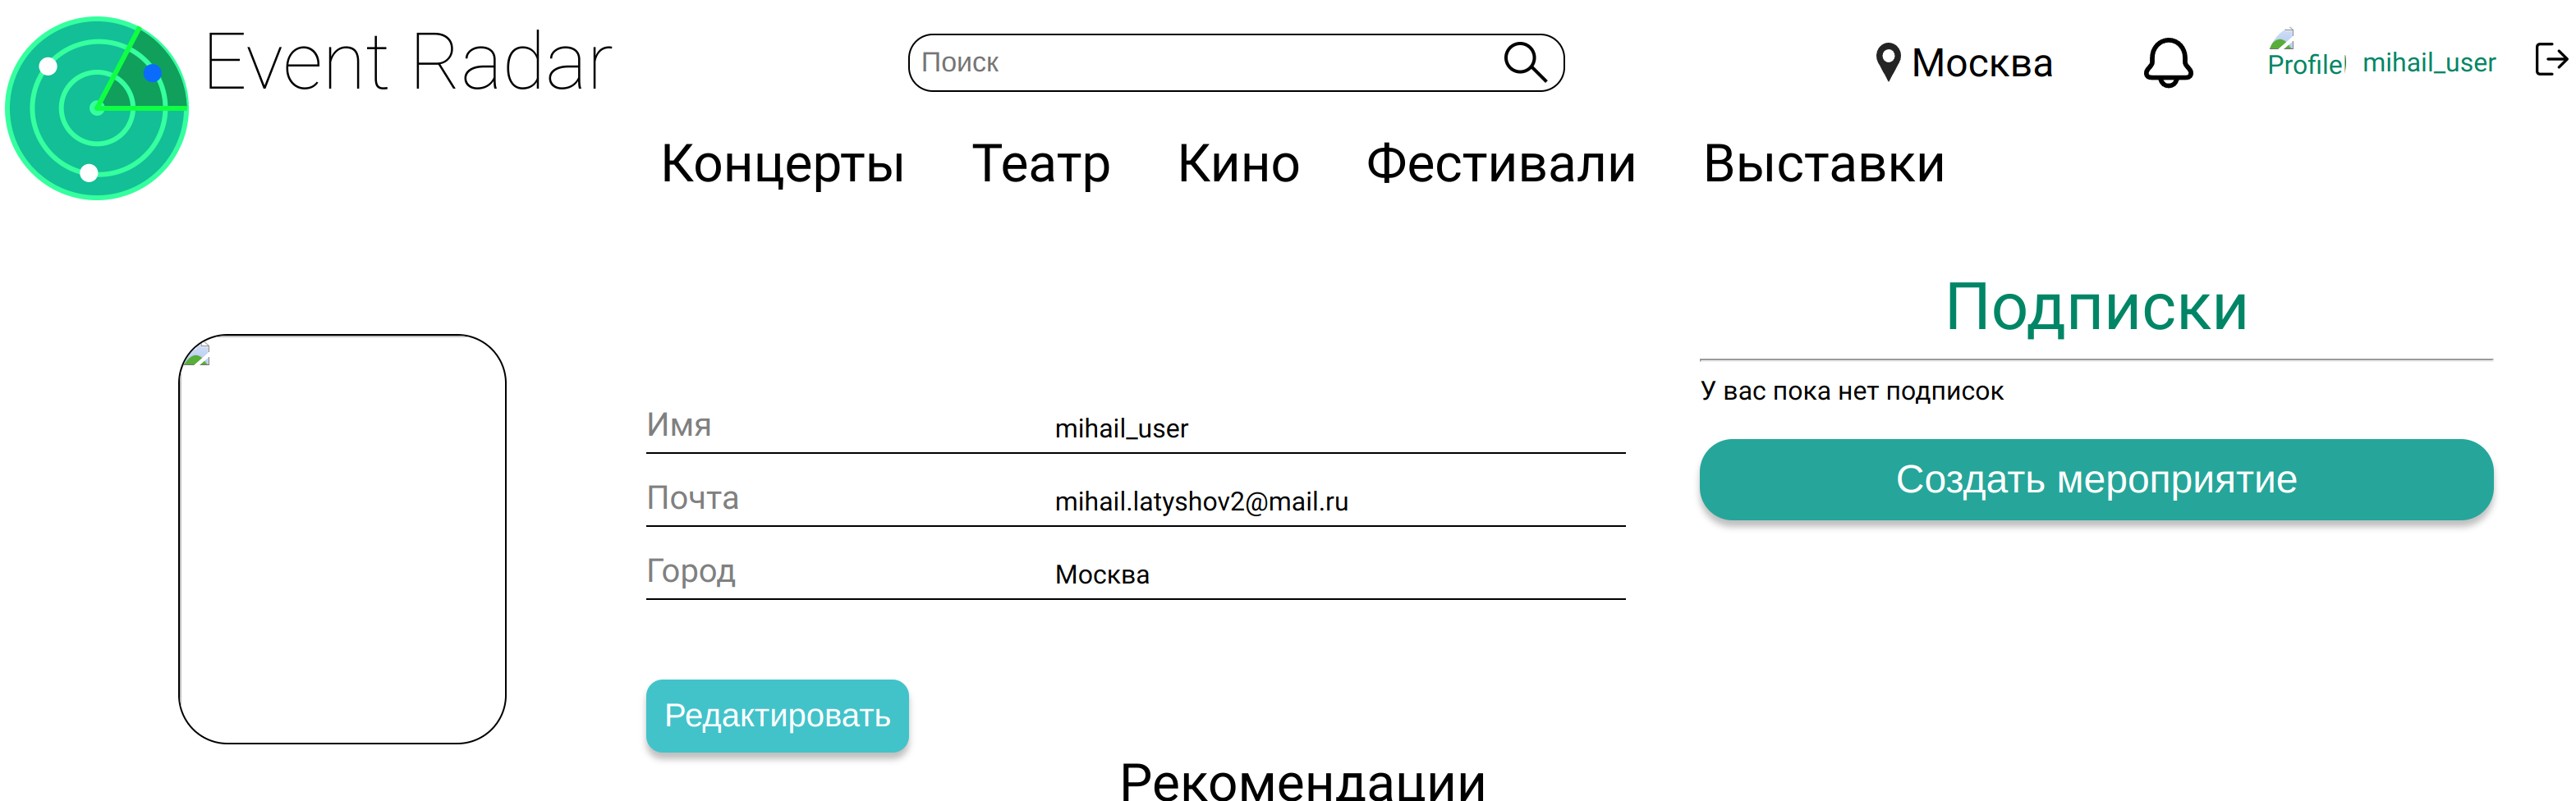 Event Radar
Поиск
Москва
Profile
mihail_user
Концерты Театр Кино Фестивали Выставки
Подписки
У вас пока нет подписок
Создать мероприятие
Имя mihail_user
Почта mihail.latyshov2@mail.ru
Город Москва
Редактировать
Рекомендации